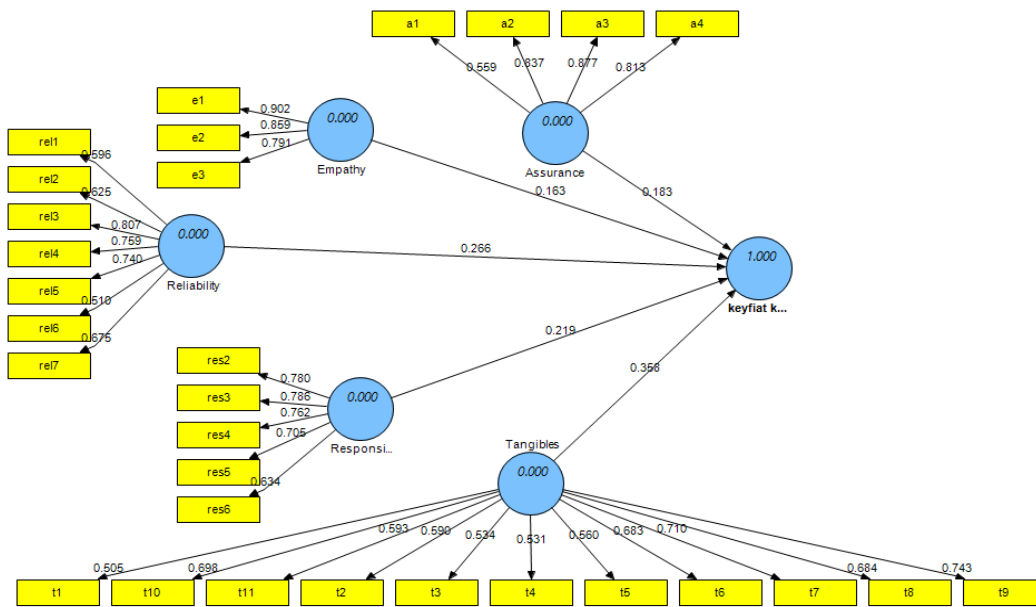 a1
a2
a3
a4
0.559
0.837
0.877
0.813
0.000
Assurance
e1
e2
e3
0.902
0.859
0.791
0.000
Empathy
0.163
0.183
rel1
rel2
rel3
rel4
rel5
rel6
rel7
0.596
0.625
0.807
0.759
0.740
0.510
0.675
0.000
Reliability
0.266
1.000
keyfiat k...
res2
res3
res4
res5
res6
0.780
0.786
0.762
0.705
0.634
0.000
Responsi...
0.219
0.358
Tangibles
0.000
0.505
0.698
0.593
0.590
0.534
0.531
0.560
0.683
0.710
0.684
0.743
t1
t10
t11
t2
t3
t4
t5
t6
t7
t8
t9